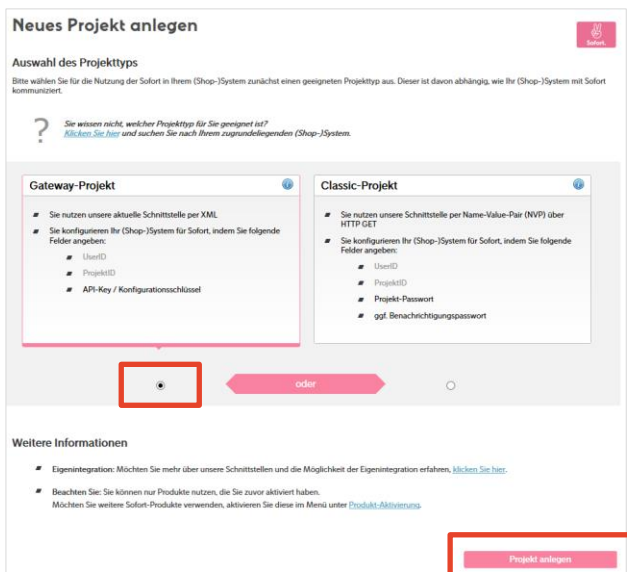 Neues Projekt anlegen
Sofort.
Auswahl des Projekttyps
Bitte wählen Sie für die Nutzung der Sofort in Ihrem (Shop-)System zunächst einen geeigneten Projekttyp aus. Dieser ist davon abhängig, wie Ihr (Shop-)System mit Sofort
kommuniziert.
?
Sie wissen nicht, welcher Projekttyp für Sie geeignet ist?
Klicken Sie hier und suchen Sie nach Ihrem zugrundeliegenden (Shop-)System.
Gateway-Projekt
Sie nutzen unsere aktuelle Schnittstelle per XML
Sie konfigurieren Ihr (Shop-)System für Sofort, indem Sie folgende
Felder angeben:
UserID
ProjektID
API-Key / Konfigurationsschlüssel
Classic-Projekt
Sie nutzen unsere Schnittstelle per Name-Value-Pair (NVP) über
HTTP GET
Sie konfigurieren Ihr (Shop-)System für Sofort, indem Sie folgende
Felder angeben:
UserID
ProjektID
Projekt-Passwort
ggf. Benachrichtigungspasswort
oder
Weitere Informationen
Eigenintegration: Möchten Sie mehr über unsere Schnittstellen und die Möglichkeit der Eigenintegration erfahren, klicken Sie hier.
Beachten Sie: Sie können nur Produkte nutzen, die Sie zuvor aktiviert haben.
Möchten Sie weitere Sofort-Produkte verwenden, aktivieren Sie diese im Menü unter Produkt-Aktivierung.
Projekt anlegen